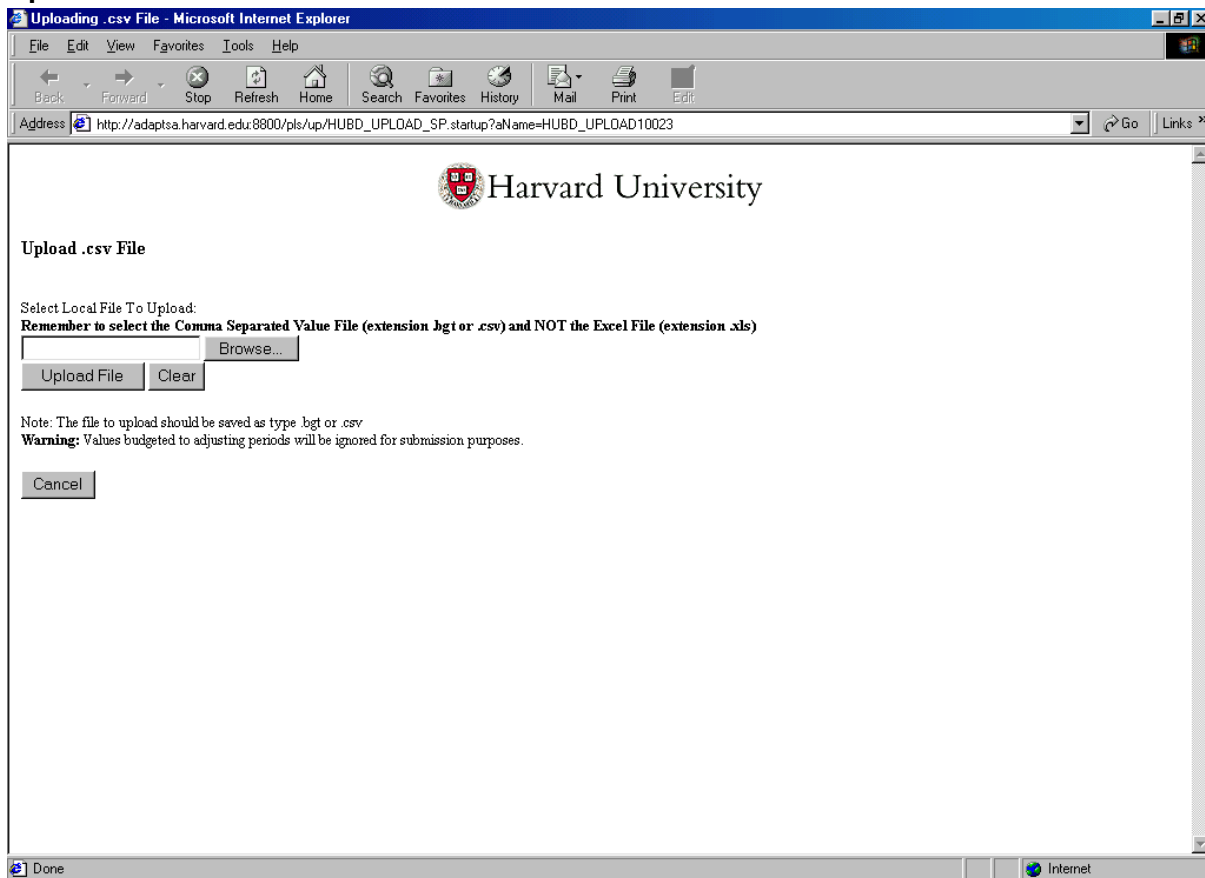 Uploading .csv File - Microsoft Internet Explorer
File Edit View Favorites Tools Help
Back Forward Stop Refresh Home Search Favorites History Mail Print Edit
Address http://adaptsa.harvard.edu:8800/pls/up/HUBD_UPLOAD_SP.startup?aName=HUBD_UPLOAD10023 Go Links »
Harvard University
Upload .csv File
Select Local File To Upload:
Remember to select the Comma Separated Value File (extension .bgt or .csv) and NOT the Excel File (extension .xls)
Browse...
Upload File Clear
Note: The file to upload should be saved as type .bgt or .csv
Warning: Values budgeted to adjusting periods will be ignored for submission purposes.
Cancel
Done Internet